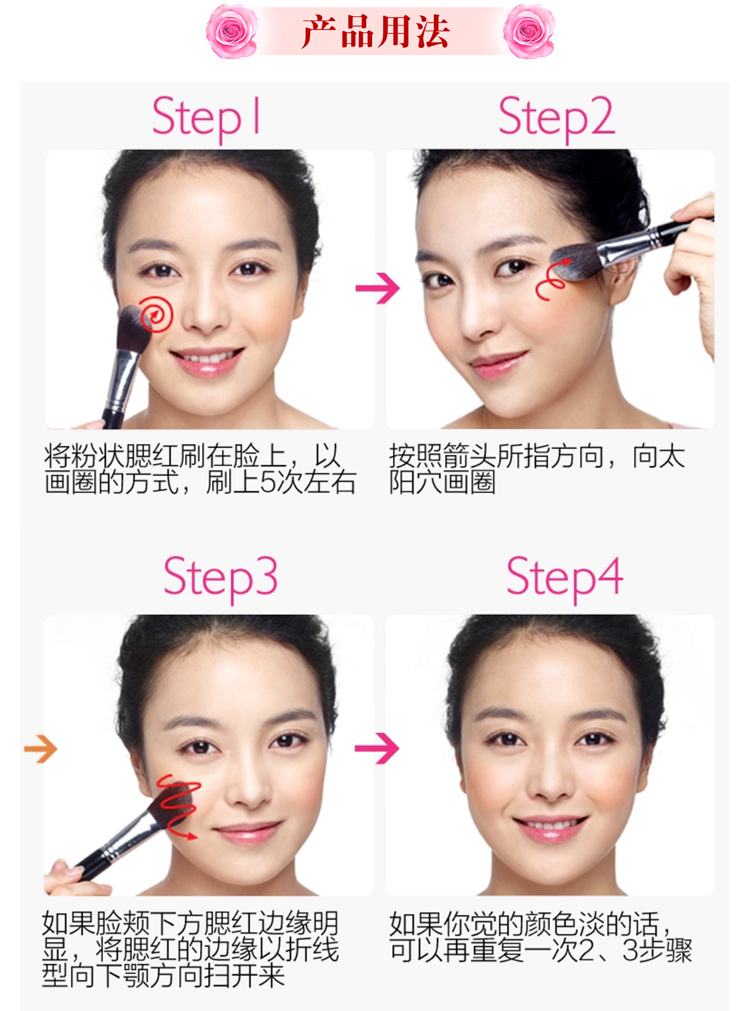 产品用法
Step1
Step2
将粉状腮红刷在脸上，以
画圈的方式，刷上5次左右
按照箭头所指方向，向太
阳穴画圈
Step3
Step4
如果脸颊下方腮红边缘明
显，将腮红的边缘以折线
型向下颚方向扫开来
如果你觉的颜色淡的话，
可以再重复一次2、3步骤